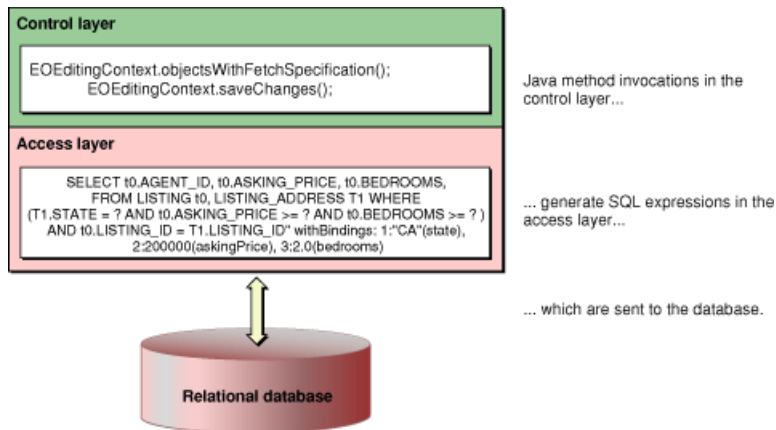 Control layer
EOEditingContext.objectsWithFetchSpecification();
EOEditingContext.saveChanges();
Java method invocations in the
control layer...
Access layer
SELECT t0.AGENT_ID, t0.ASKING_PRICE, t0.BEDROOMS,
FROM LISTING t0, LISTING_ADDRESS T1 WHERE
(T1.STATE = ? AND t0.ASKING_PRICE >= ? AND t0.BEDROOMS >= ? )
AND t0.LISTING_ID = T1.LISTING_ID" withBindings: 1:"CA"(state),
2:200000(askingPrice), 3:2.0(bedrooms)
... generate SQL expressions in the
access layer...
... which are sent to the database.
Relational database